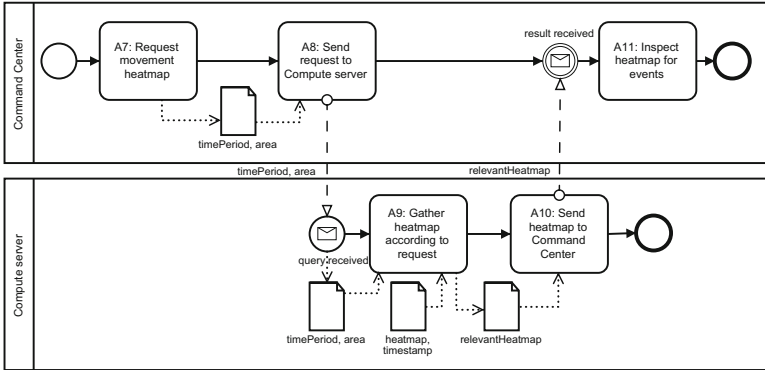 Command Center
A7: Request
movement
heatmap
A8: Send
request to
Compute server
result received
A11: Inspect
heatmap for
events
timePeriod, area
timePeriod, area
relevantHeatmap
Compute server
query received
A9: Gather
heatmap
according to
request
A10: Send
heatmap to
Command
Center
timePeriod, area
heatmap,
timestamp
relevantHeatmap